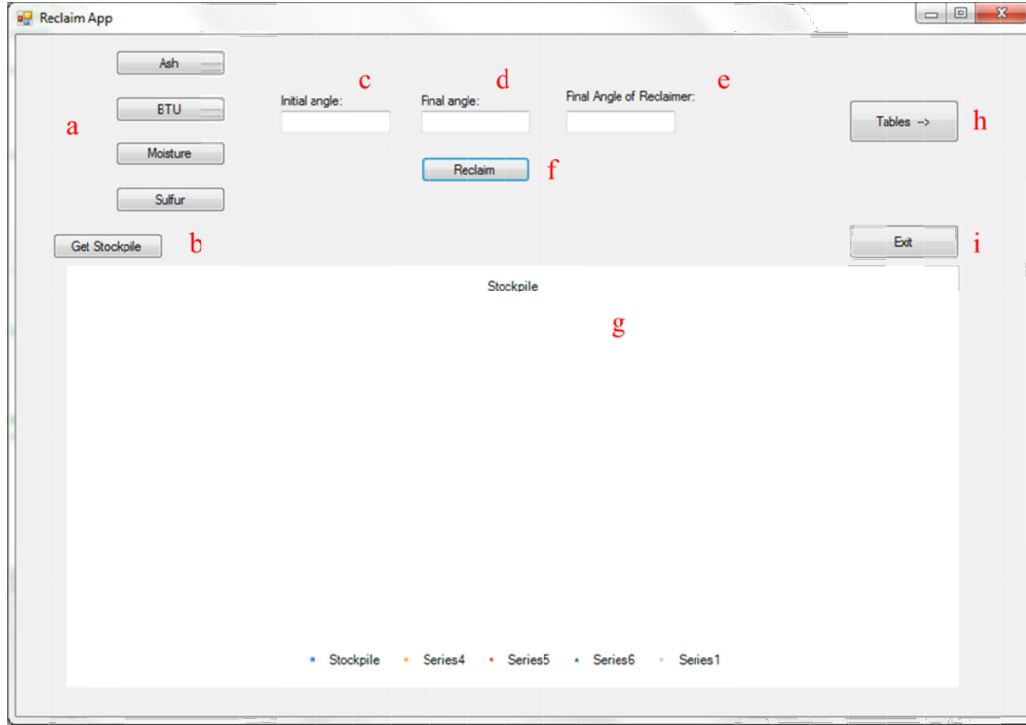 Reclaim App
Ash
BTU
Moisture
Sulfur
a
Get Stockpile
b
c
Initial angle:
d
Final angle:
e
Final Angle of Reclaimer:
Reclaim
f
Tables -->
h
Exit
i
Stockpile
g
Stockpile Series4 Series5 Series6 Series1